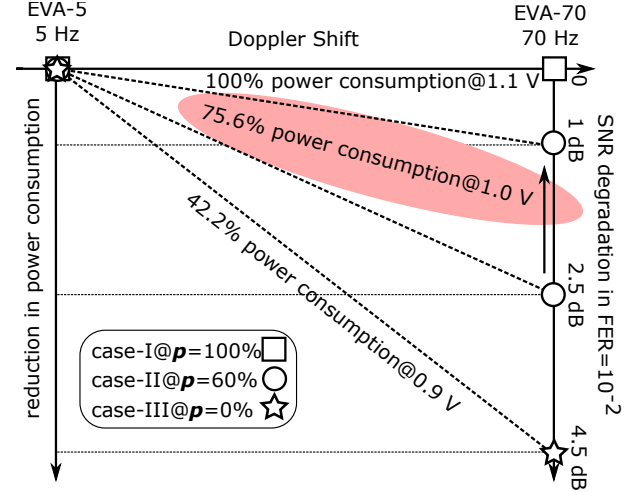 EVA-5
5 Hz
Doppler Shift
EVA-70
70 Hz
100% power consumption@1.1 V
0
75.6% power consumption@1.0 V
1 dB
42.2% power consumption@0.9 V
2.5 dB
4.5 dB
reduction in power consumption
SNR degradation in FER=10⁻²
case-I@p=100%
case-II@p=60%
case-III@p=0%